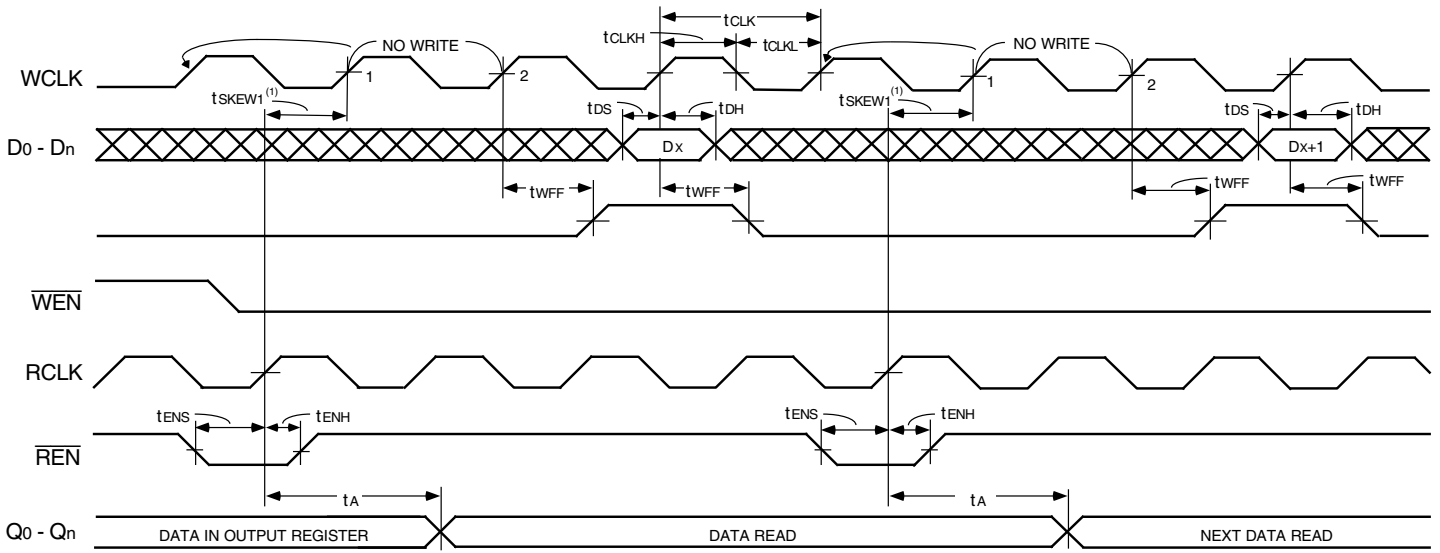 tCLK
tCLKH tCLKL
NO WRITE NO WRITE
WCLK 1 2 1 2
tSKEW1(1) tDS tDH tSKEW1(1) tDS tDH
D0 - Dn DX DX+1
tWFF tWFF tWFF tWFF
WEN
RCLK
tENS tENH tENS tENH
REN
tA tA
Q0 - Qn DATA IN OUTPUT REGISTER DATA READ NEXT DATA READ